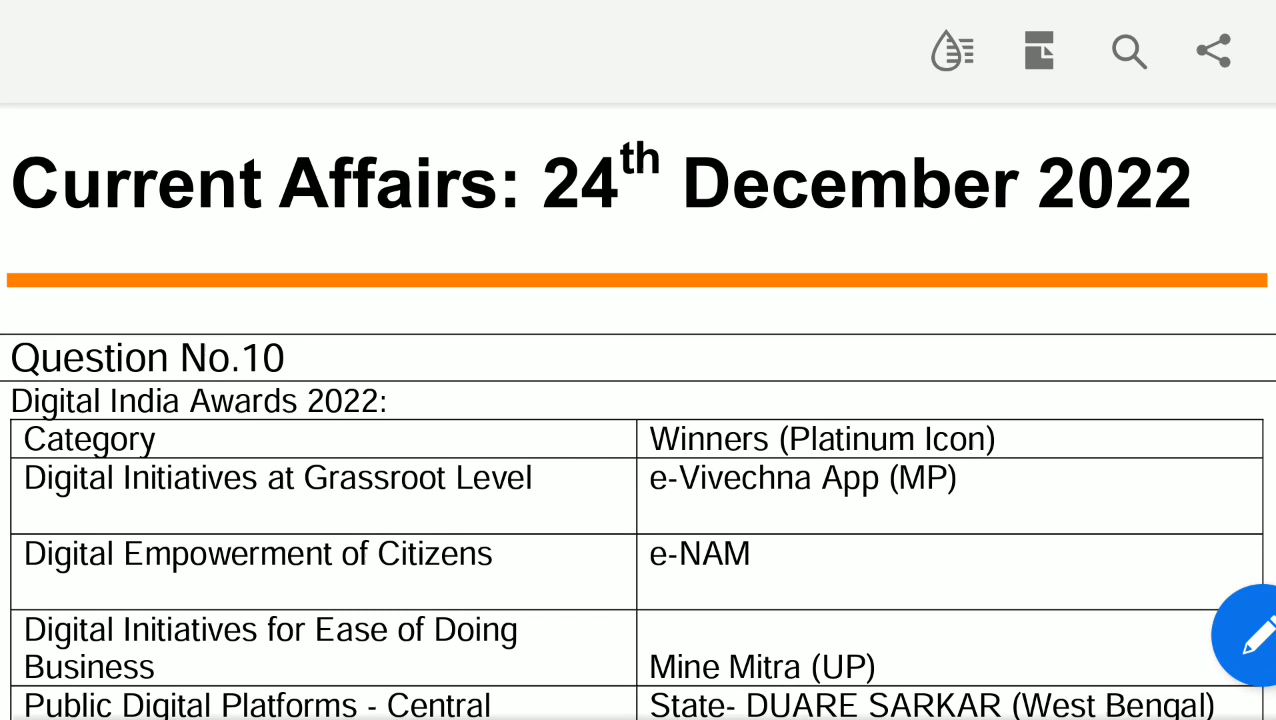 Current Affairs: 24th December 2022
Question No.10
Digital India Awards 2022:
Category
Winners (Platinum Icon)
Digital Initiatives at Grassroot Level
e-Vivechna App (MP)
Digital Empowerment of Citizens
e-NAM
Digital Initiatives for Ease of Doing
Business
Mine Mitra (UP)
Public Digital Platforms - Central
State- DUARE SARKAR (West Bengal)